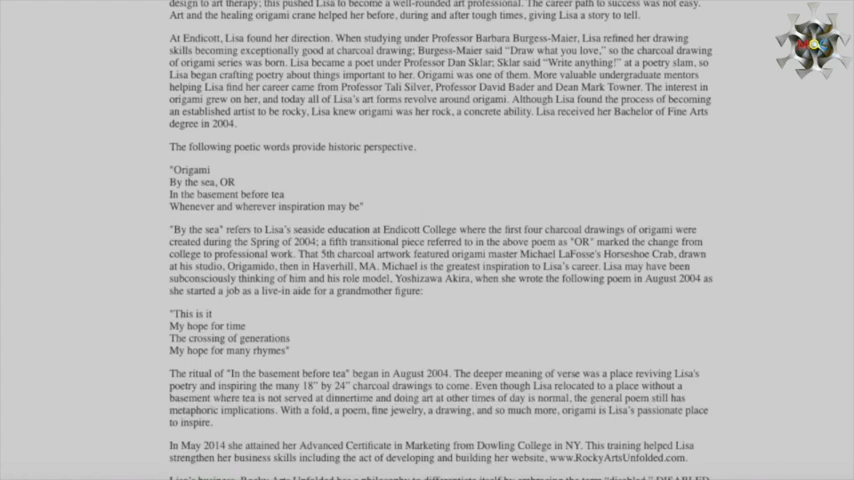 design to art therapy; this pushed Lisa to become a well-rounded art professional. The career path to success was not easy.
Art and the healing origami crane helped her before, during and after tough times, giving Lisa a story to tell.
At Endicott, Lisa found her direction. When studying under Professor Barbara Burgess-Maier, Lisa refined her drawing
skills becoming exceptionally good at charcoal drawing; Burgess-Maier said "Draw what you love," so the charcoal drawing
of origami series was born. Lisa became a poet under Professor Dan Sklar; Sklar said "Write anything!" at a poetry slam, so
Lisa began crafting poetry about things important to her. Origami was one of them. More valuable undergraduate mentors
helping Lisa find her career came from Professor Tali Silver, Professor David Bader and Dean Mark Towner. The interest in
origami grew on her, and today all of Lisa's art forms revolve around origami. Although Lisa found the process of becoming
an established artist to be rocky, Lisa knew origami was her rock, a concrete ability. Lisa received her Bachelor of Fine Arts
degree in 2004.
The following poetic words provide historic perspective.
"Origami
By the sea, OR
In the basement before tea
Whenever and wherever inspiration may be"
"By the sea" refers to Lisa's seaside education at Endicott College where the first four charcoal drawings of origami were
created during the Spring of 2004; a fifth transitional piece referred to in the above poem as "OR" marked the change from
college to professional work. That 5th charcoal artwork featured origami master Michael LaFosse's Horseshoe Crab, drawn
at his studio, Origamido, then in Haverhill, MA. Michael is the greatest inspiration to Lisa's career. Lisa may have been
subconsciously thinking of him and his role model, Yoshizawa Akira, when she wrote the following poem in August 2004 as
she started a job as a live-in aide for a grandmother figure:
"This is it
My hope for time
The crossing of generations
My hope for many rhymes"
The ritual of "In the basement before tea" began in August 2004. The deeper meaning of verse was a place reviving Lisa's
poetry and inspiring the many 18" by 24" charcoal drawings to come. Even though Lisa relocated to a place without a
basement where tea is not served at dinnertime and doing art at other times of day is normal, the general poem still has
metaphoric implications. With a fold, a poem, fine jewelry, a drawing, and so much more, origami is Lisa's passionate place
to inspire.
In May 2014 she attained her Advanced Certificate in Marketing from Dowling College in NY. This training helped Lisa
strengthen her business skills including the act of developing and building her website, www.RockyArtsUnfolded.com.
Lisa's business, Rocky Arts Unfolded has a philosophy to differentiate itself by embracing the term "disabled." DISABLED